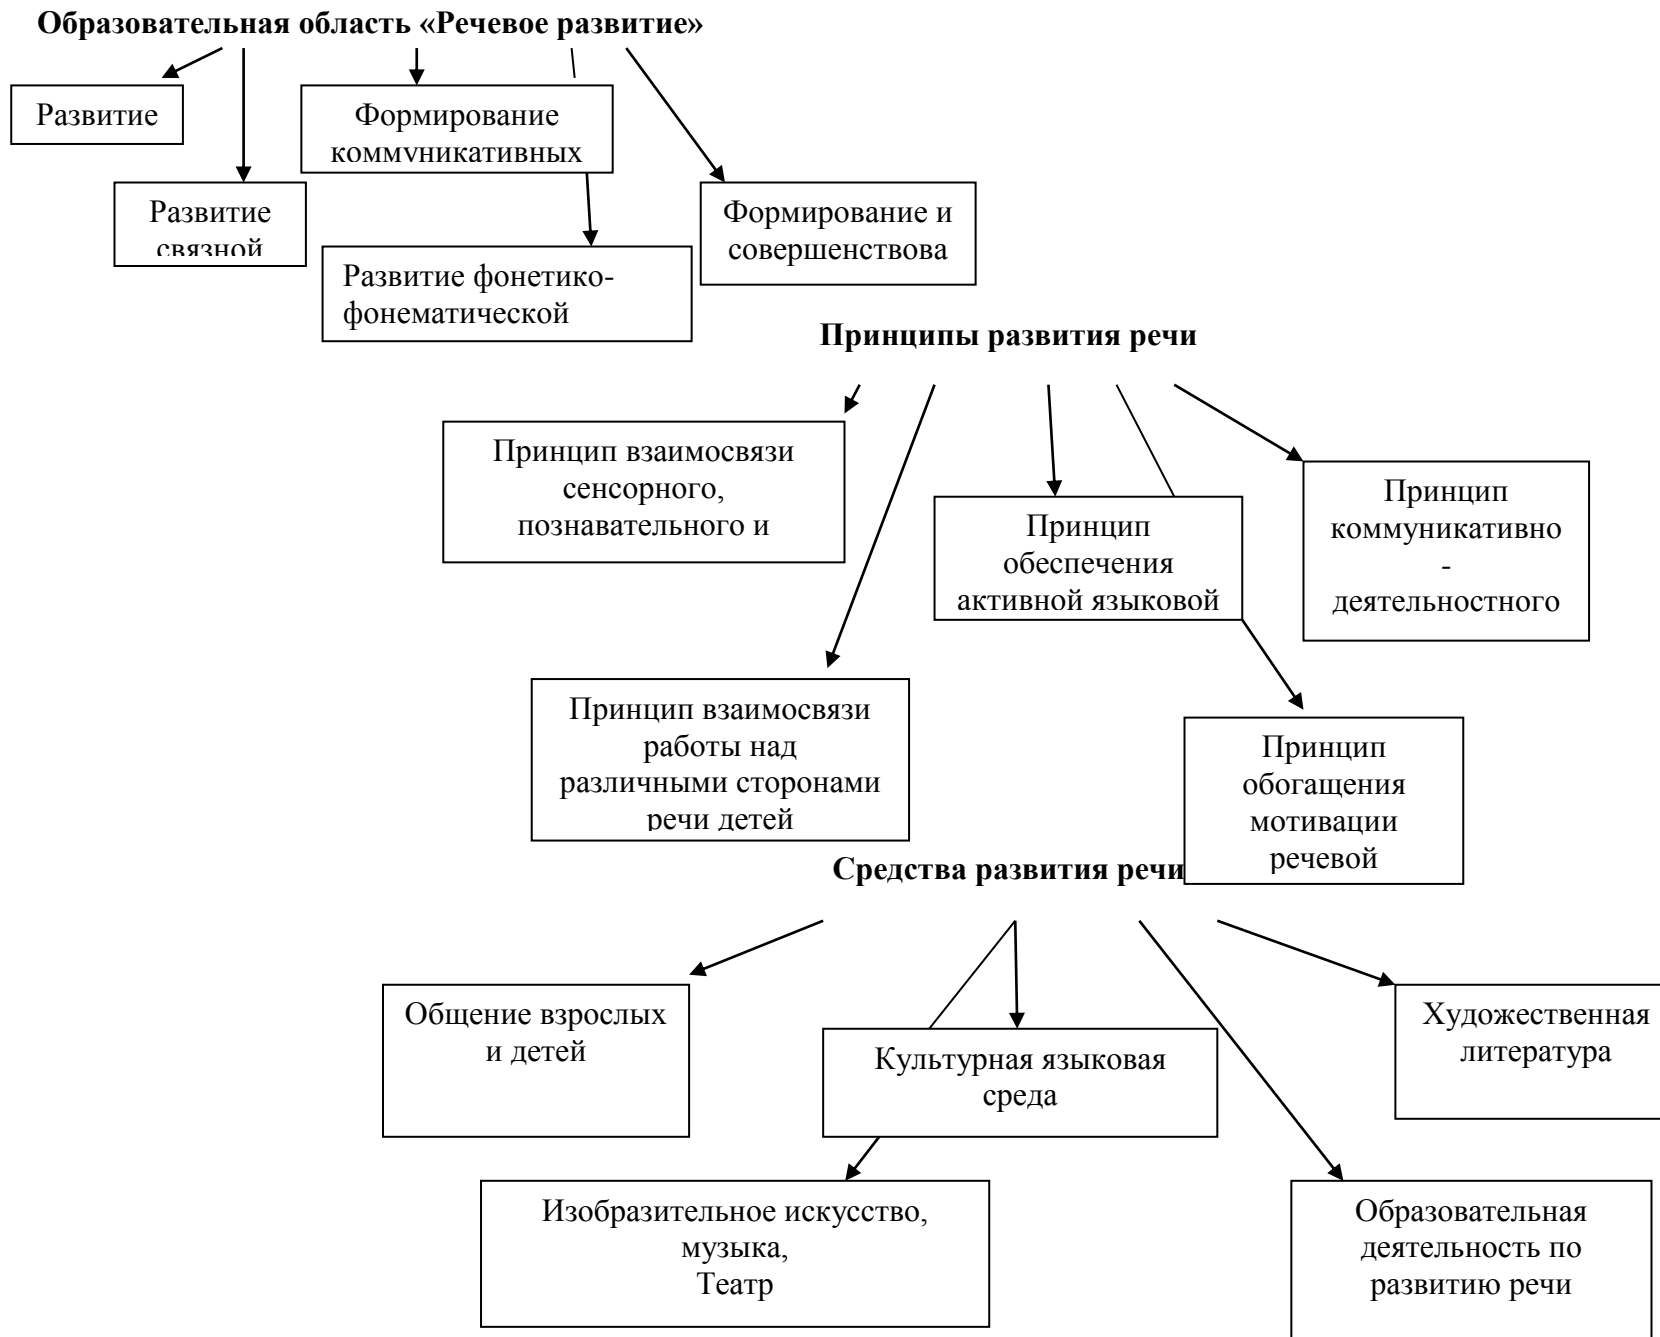 Образовательная область «Речевое развитие»
Развитие
Формирование
коммуникативных
Развитие
связной
Формирование и
совершенствова
Развитие фонетико-
фонематической
Принципы развития речи
Принцип взаимосвязи
сенсорного,
познавательного и
Принцип
обеспечения
активной языковой
Принцип
коммуникативно
-
деятельностного
Принцип взаимосвязи
работы над
различными сторонами
речи детей
Принцип
обогащения
мотивации
речевой
Средства развития речи
Общение взрослых
и детей
Культурная языковая
среда
Художественная
литература
Изобразительное искусство,
музыка,
Театр
Образовательная
деятельность по
развитию речи